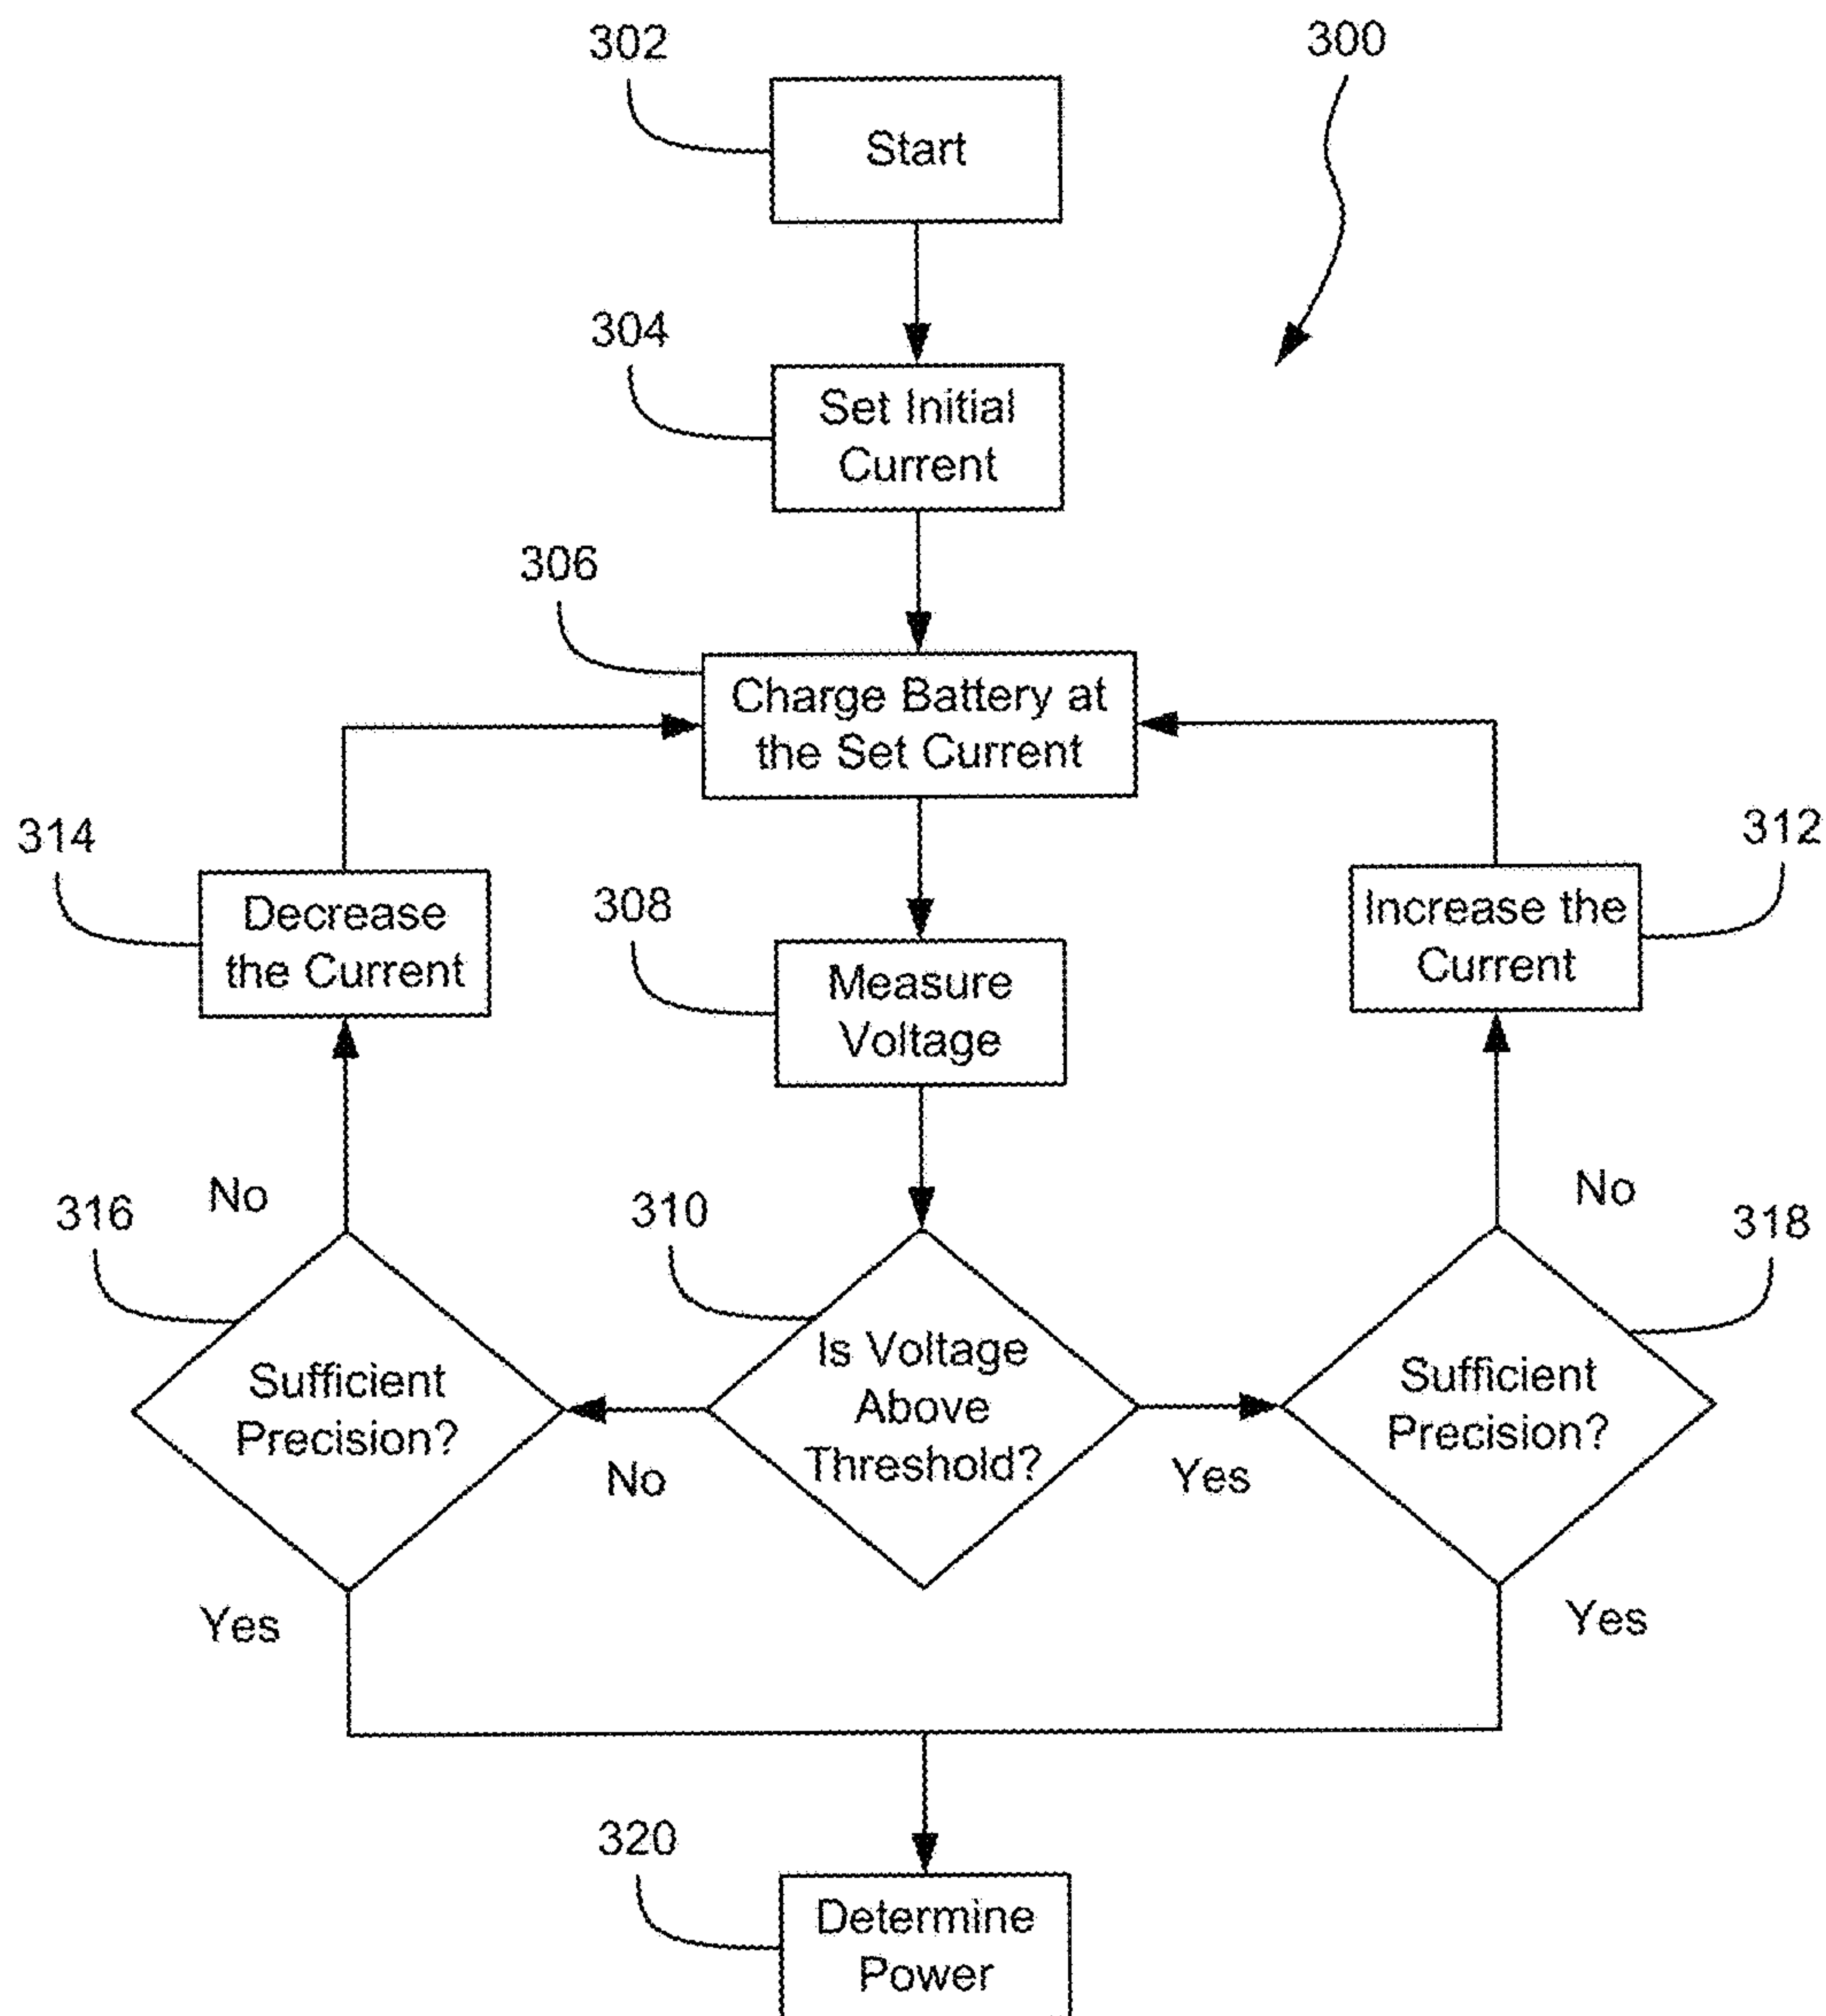 302
300
Start
304
Set Initial
Current
306
Charge Battery at
the Set Current
314
312
Decrease
the Current
308
Increase the
Current
Measure
Voltage
No
No
316
310
318
Sufficient
Precision?
Is Voltage
Above
Threshold?
Sufficient
Precision?
No
Yes
Yes
Yes
320
Determine
Power